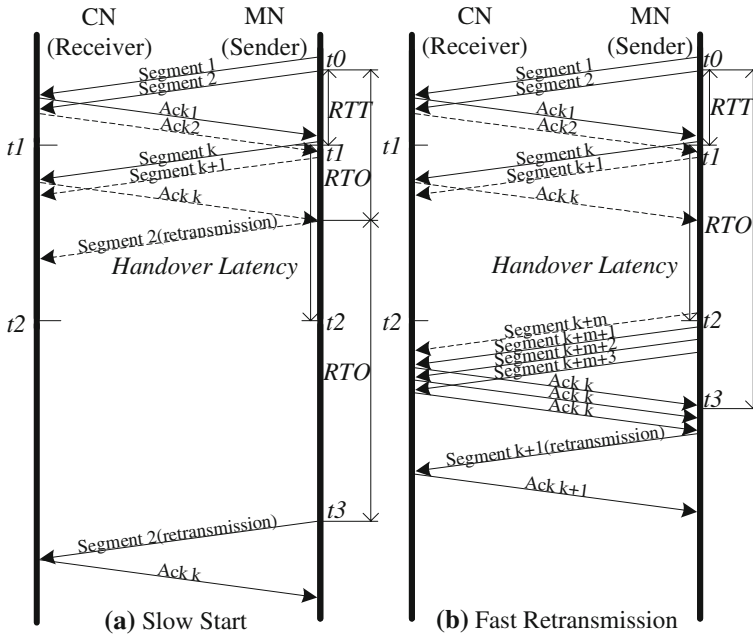 CN
(Receiver)
MN
(Sender)
t0
Segment 1
Segment 2
RTT
Ack1
Ack2
t1
t1
Segment k
RTO
Segment k+1
Ack k
Segment 2(retransmission)
Handover Latency
t2
t2
RTO
t3
Segment 2(retransmission)
Ack k
(a) Slow Start
CN
(Receiver)
MN
(Sender)
t0
Segment 1
Segment 2
RTT
Ack1
Ack2
t1
t1
Segment k
Segment k+1
Ack k
RTO
Handover Latency
t2
t2
Segment k+m
Segment k+m+1
Segment k+m+2
Segment k+m+3
Ack k
Ack k
Ack k
t3
Segment k+1(retransmission)
Ack k+1
(b) Fast Retransmission